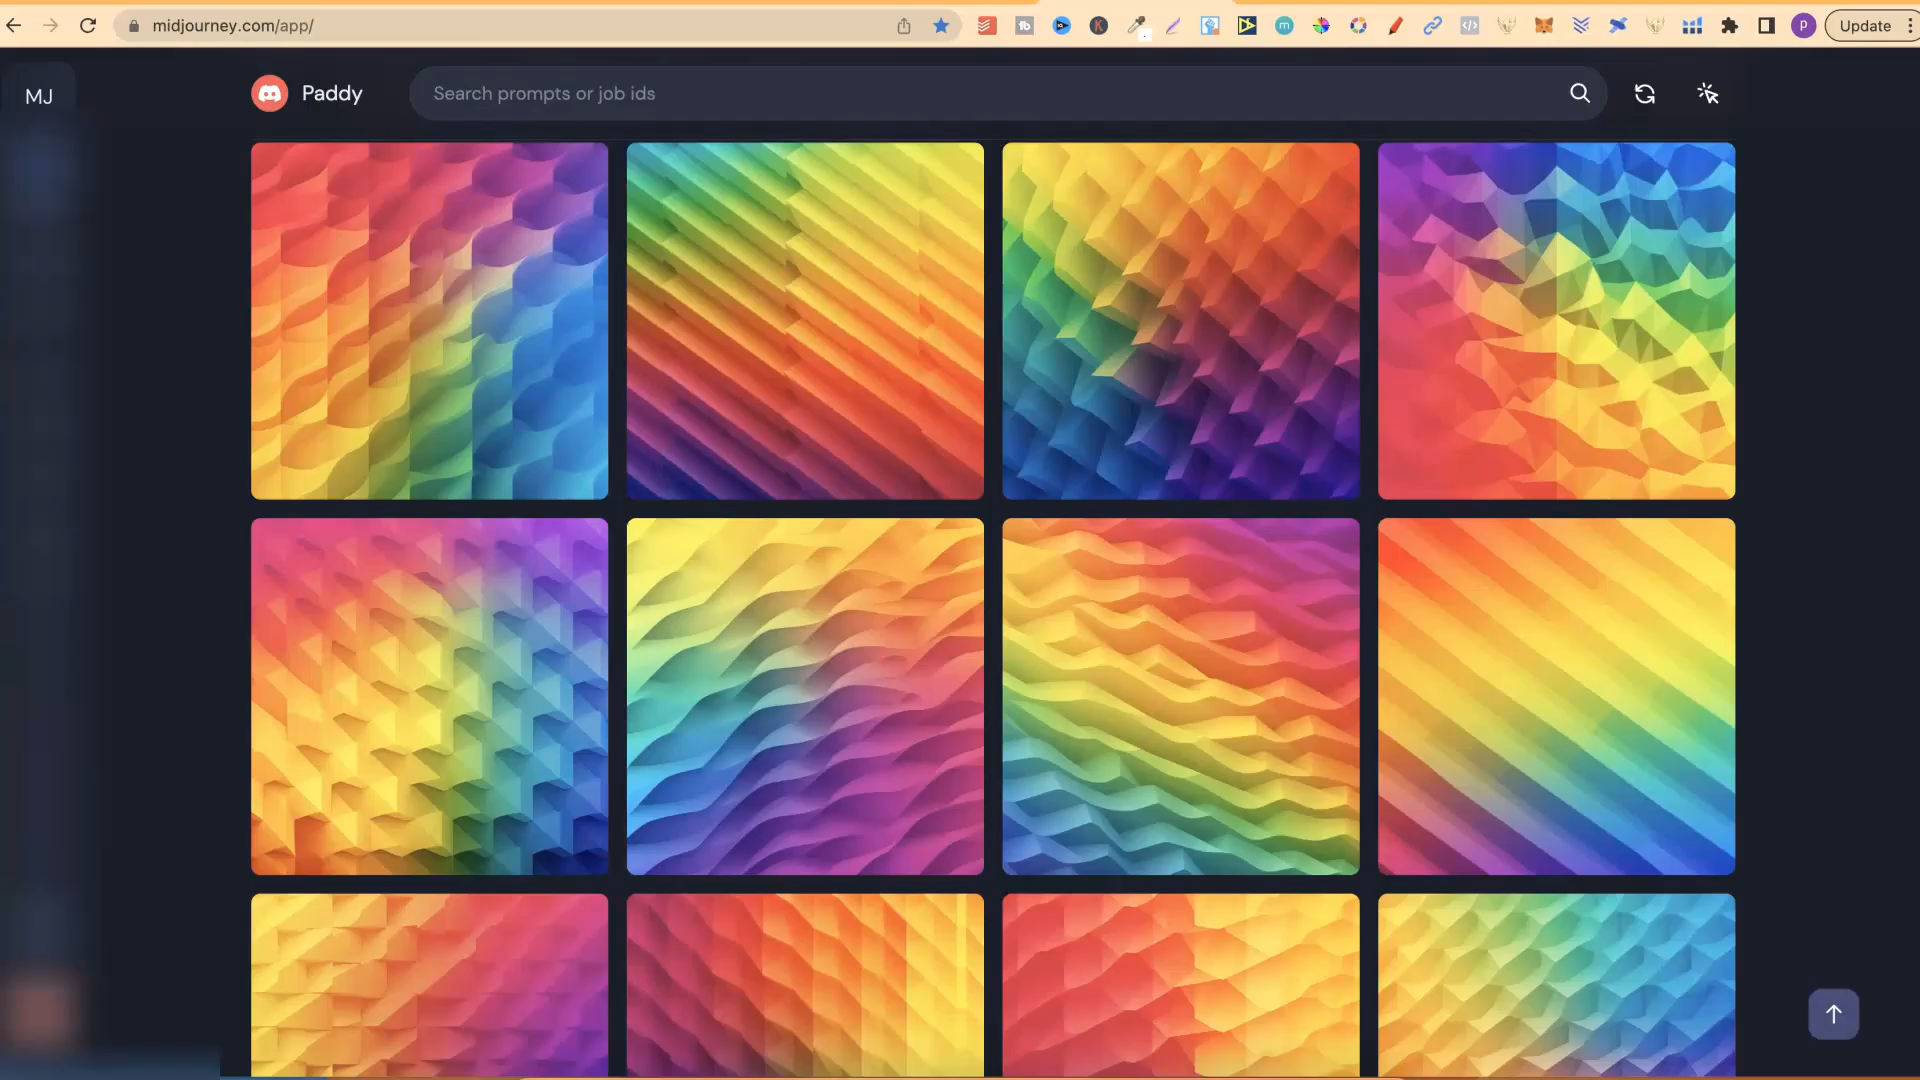 midjourney.com/app/
Update
MJ
Paddy
Search prompts or job ids